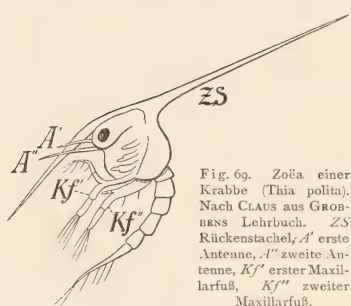 ZS
A'
A''
Kf'
Kf''
Fig. 69. Zoëa einer
Krabbe (Thia polita).
Nach CLAUS aus GROB-
BENS Lehrbuch. ZS
Rückenstachel, A' erste
Antenne, A'' zweite An-
tenne, Kf' erster Maxil-
larfuß, Kf'' zweiter
Maxillarfuß.